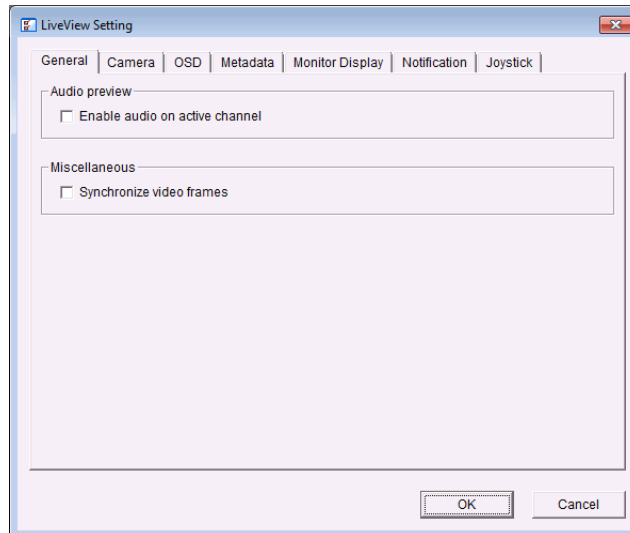 LiveView Setting
General Camera OSD Metadata Monitor Display Notification Joystick
Audio preview
Enable audio on active channel
Miscellaneous
Synchronize video frames
OK Cancel